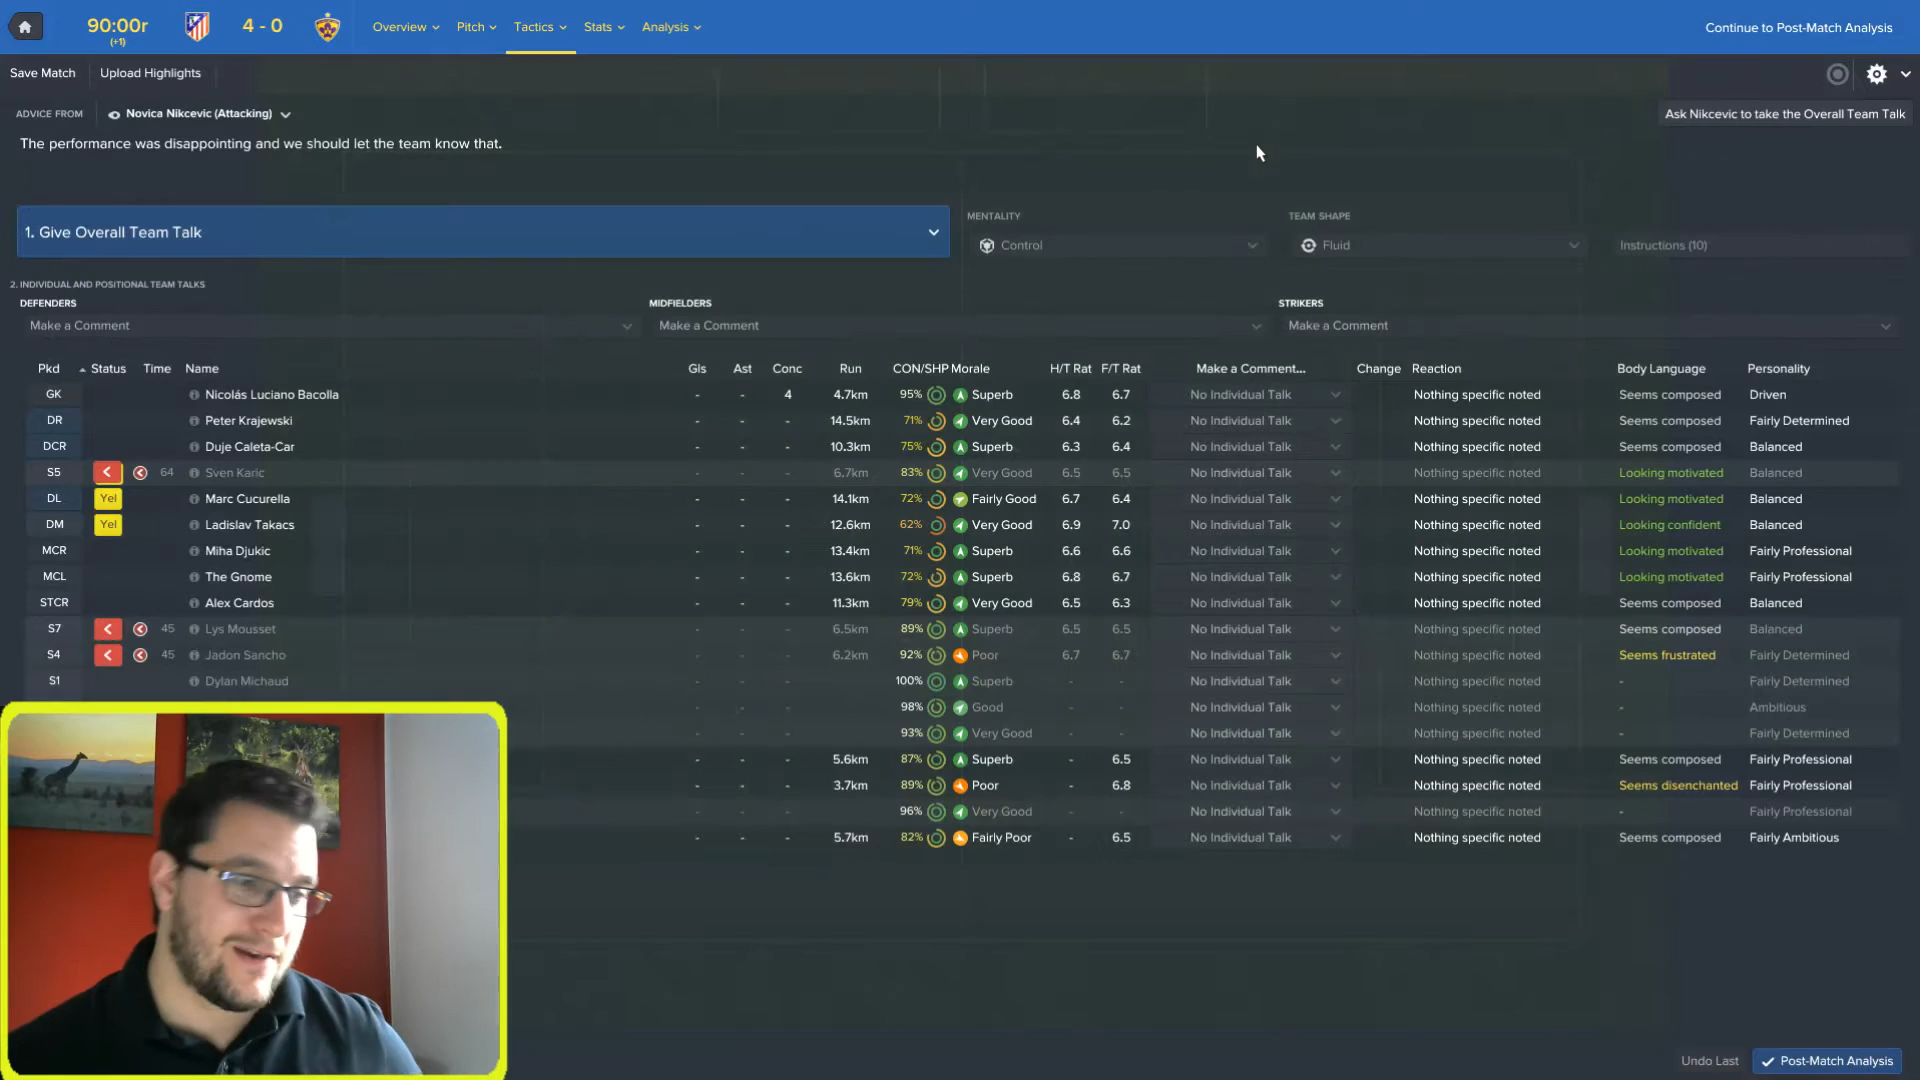 90:00r
(+1)
4 - 0
Overview
Pitch
Tactics
Stats
Analysis
Continue to Post-Match Analysis
Save Match
Upload Highlights
ADVICE FROM
Novica Nikcevic (Attacking)
Ask Nikcevic to take the Overall Team Talk
The performance was disappointing and we should let the team know that.
1. Give Overall Team Talk
MENTALITY
Control
TEAM SHAPE
Fluid
Instructions (10)
2. INDIVIDUAL AND POSITIONAL TEAM TALKS
DEFENDERS
Make a Comment
MIDFIELDERS
Make a Comment
STRIKERS
Make a Comment
Pkd Status Time Name Gls Ast Conc Run CON/SHP Morale H/T Rat F/T Rat Make a Comment... Change Reaction Body Language Personality
GK Nicolás Luciano Bacolla - - 4 4.7km 95% Superb 6.8 6.7 No Individual Talk Nothing specific noted Seems composed Driven
DR Peter Krajewski - - - 14.5km 71% Very Good 6.4 6.2 No Individual Talk Nothing specific noted Seems composed Fairly Determined
DCR Duje Caleta-Car - - - 10.3km 75% Superb 6.3 6.4 No Individual Talk Nothing specific noted Seems composed Balanced
S5 64 Sven Karic - - - 6.7km 83% Very Good 6.5 6.5 No Individual Talk Nothing specific noted Looking motivated Balanced
DL Yel Marc Cucurella - - - 14.1km 72% Fairly Good 6.7 6.4 No Individual Talk Nothing specific noted Looking motivated Balanced
DM Yel Ladislav Takacs - - - 12.6km 62% Very Good 6.9 7.0 No Individual Talk Nothing specific noted Looking confident Balanced
MCR Miha Djukic - - - 13.4km 71% Superb 6.6 6.6 No Individual Talk Nothing specific noted Looking motivated Fairly Professional
MCL The Gnome - - - 13.6km 72% Superb 6.8 6.7 No Individual Talk Nothing specific noted Looking motivated Fairly Professional
STCR Alex Cardos - - - 11.3km 79% Very Good 6.5 6.3 No Individual Talk Nothing specific noted Seems composed Balanced
S7 45 Lys Mousset - - - 6.5km 89% Superb 6.5 6.5 No Individual Talk Nothing specific noted Seems composed Balanced
S4 45 Jadon Sancho - - - 6.2km 92% Poor 6.7 6.7 No Individual Talk Nothing specific noted Seems frustrated Fairly Determined
S1 Dylan Michaud - - - 100% Superb - - No Individual Talk Nothing specific noted - Fairly Determined
- - - 98% Good - - No Individual Talk Nothing specific noted - Ambitious
- - - 93% Very Good - - No Individual Talk Nothing specific noted - Fairly Determined
- - - 5.6km 87% Superb - 6.5 No Individual Talk Nothing specific noted Seems composed Fairly Professional
- - - 3.7km 89% Poor - 6.8 No Individual Talk Nothing specific noted Seems disenchanted Fairly Professional
- - - 96% Very Good - - No Individual Talk Nothing specific noted - Fairly Professional
- - - 5.7km 82% Fairly Poor - 6.5 No Individual Talk Nothing specific noted Seems composed Fairly Ambitious
Undo Last
Post-Match Analysis